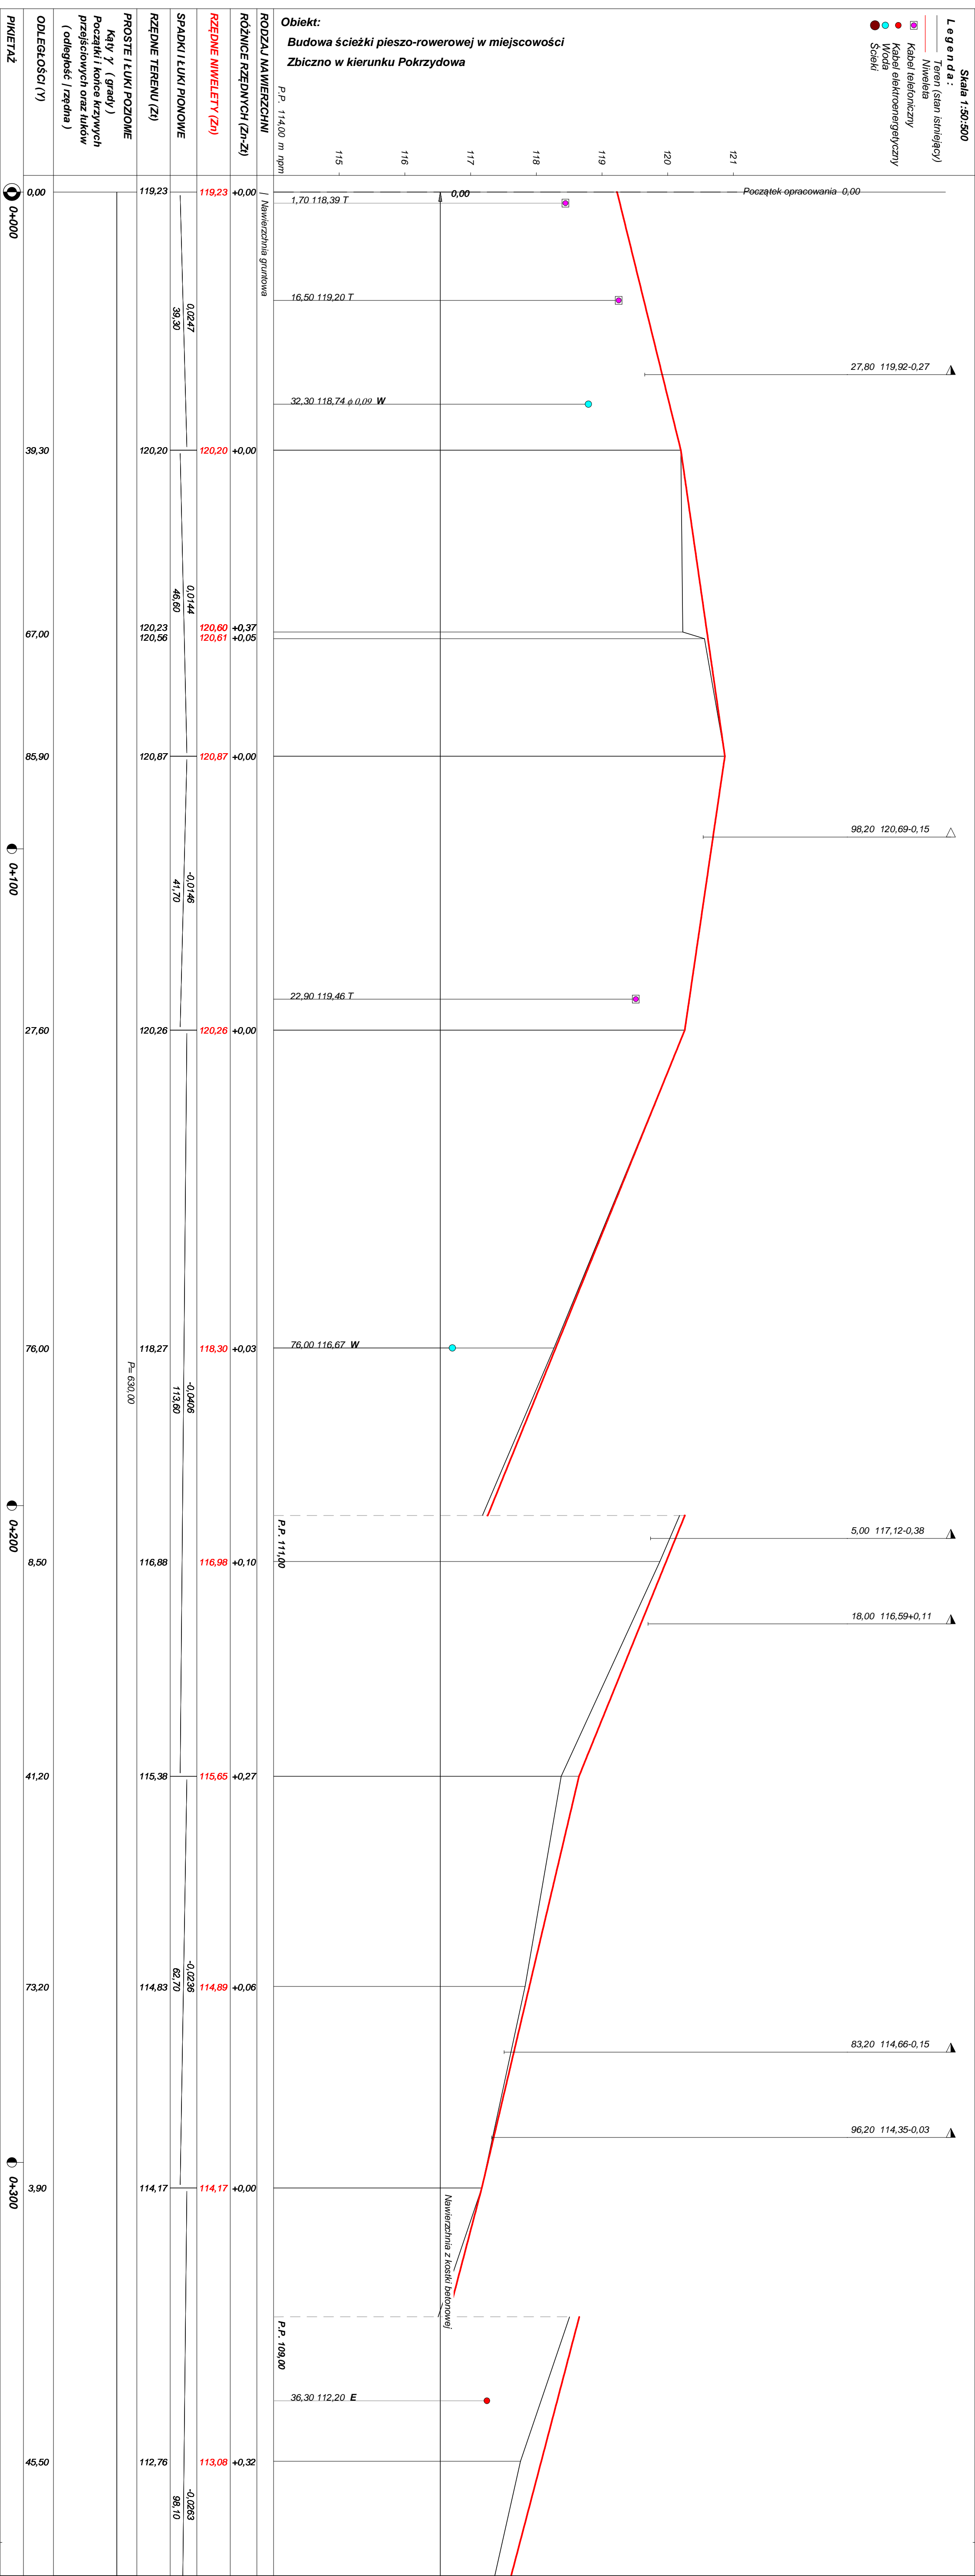 Skala 1:50:500
Legenda:
Teren (stan istniejący)
Niweleta
Kabel telefoniczny
Kabel elektroenergetyczny
Woda
Ścieki
Obiekt:
Budowa ścieżki pieszo-rowerowej w miejscowości
Zbiczno w kierunku Pokrzydowa
P.P. 114,00 m npm
115
116
117
118
119
120
121
RODZAJ NAWIERZCHNI
RÓŻNICE RZĘDNYCH (Zn-Zt)
RZĘDNE NIWELETY (Zn)
SPADKI I ŁUKI PIONOWE
RZĘDNE TERENU (Zt)
PROSTE I ŁUKI POZIOME
Kąty γ ( grady )
Początki i końce krzywych
przejściowych oraz łuków
( odległość | rzędna )
ODLEGŁOŚCI (Y)
PIKIETAŻ
0,00
119,23
119,23
+0,00
Nawierzchnia gruntowa
0,00
Początek opracowania 0,00
0+000
1,70 118,39 T
16,50 119,20 T
0,0247
39,30
27,80 119,92-0,27
32,30 118,74 ϕ 0,09 W
39,30
120,20
120,20
+0,00
0,0144
46,60
120,23
120,60
+0,37
67,00
120,56
120,61
+0,05
85,90
120,87
120,87
+0,00
98,20 120,69-0,15
0+100
-0,0146
41,70
22,90 119,46 T
27,60
120,26
120,26
+0,00
76,00 116,67 W
76,00
118,27
118,30
+0,03
P= 630,00
-0,0406
113,60
0+200
P.P. 111,00
5,00 117,12-0,38
8,50
116,88
116,98
+0,10
18,00 116,59+0,11
41,20
115,38
115,65
+0,27
-0,0236
62,70
73,20
114,83
114,89
+0,06
83,20 114,66-0,15
96,20 114,35-0,03
0+300
3,90
114,17
114,17
+0,00
Nawierzchnia z kostki betonowej
P.P. 109,00
36,30 112,20 E
45,50
112,76
113,08
+0,32
-0,0263
98,10